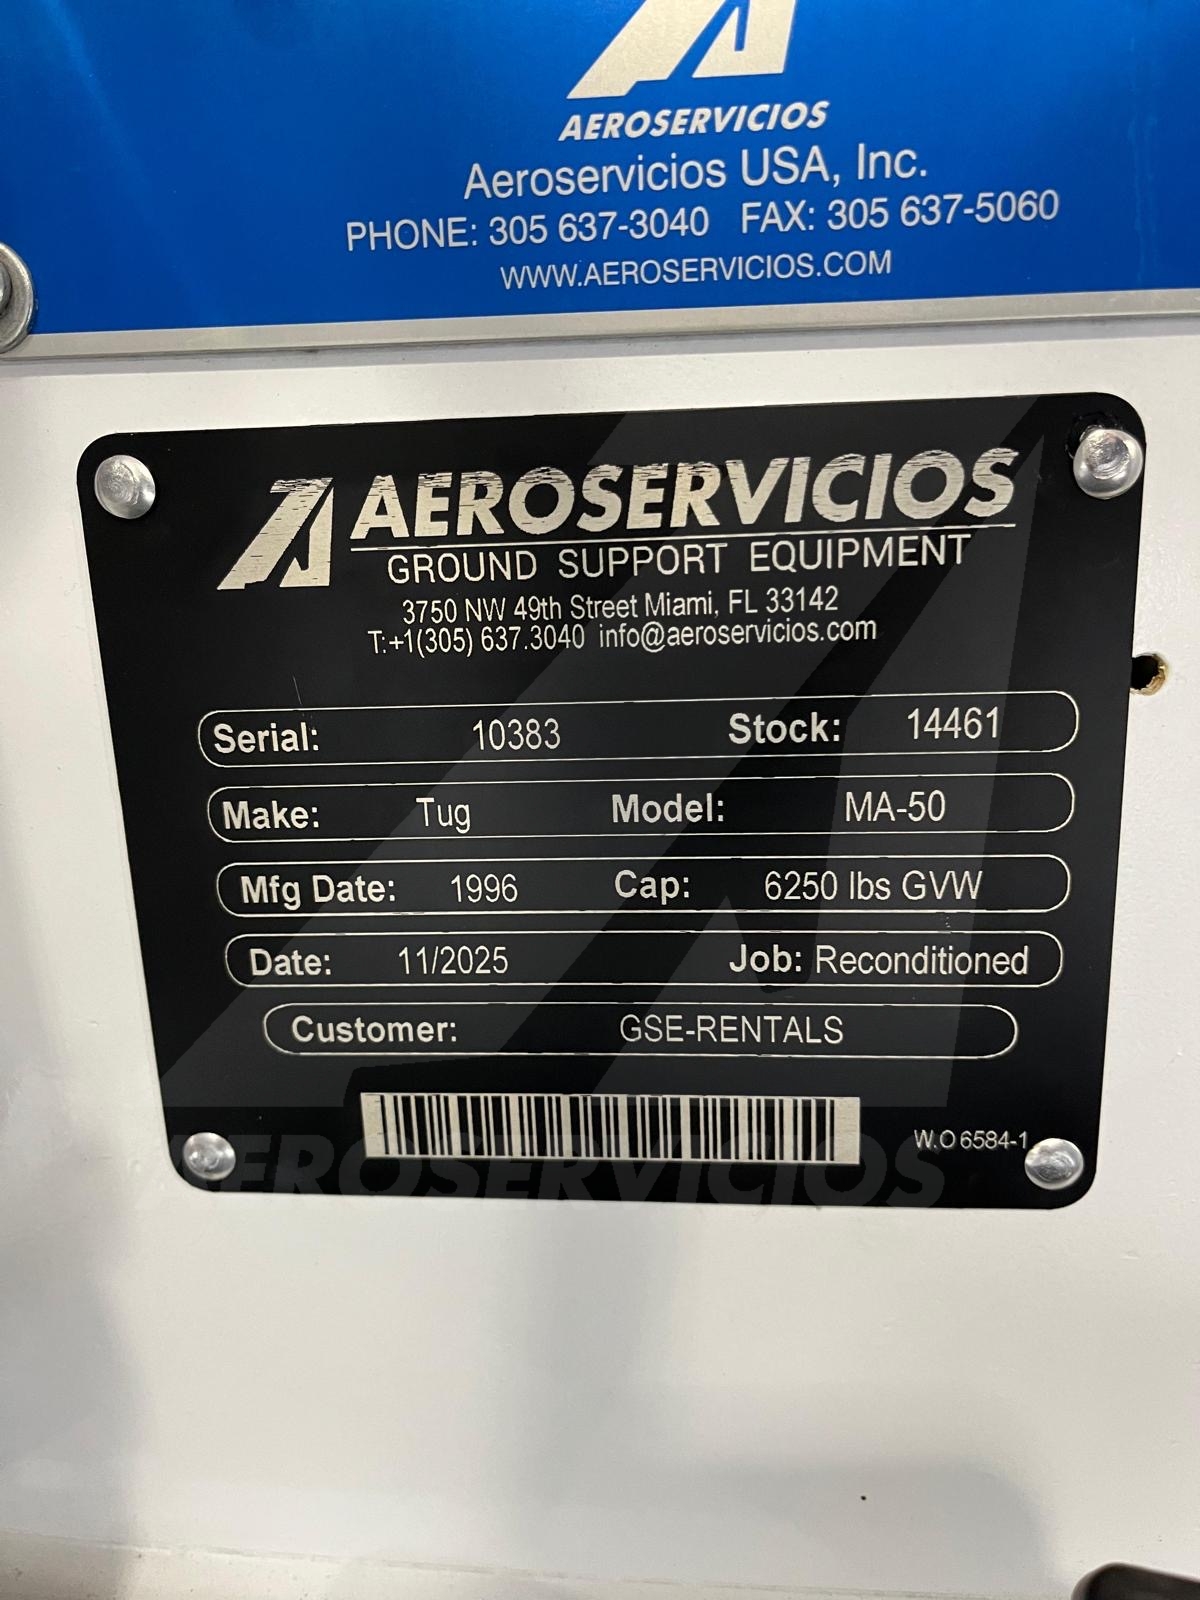 AEROSERVICIOS
Aeroservicios USA, Inc.
PHONE: 305 637-3040 FAX: 305 637-5060
WWW.AEROSERVICIOS.COM
AEROSERVICIOS
GROUND SUPPORT EQUIPMENT
3750 NW 49th Street Miami, FL 33142
T:+1(305) 637.3040 info@aeroservicios.com
Serial: 10383 Stock: 14461
Make: Tug Model: MA-50
Mfg Date: 1996 Cap: 6250 lbs GVW
Date: 11/2025 Job: Reconditioned
Customer: GSE-RENTALS
W.O 6584-1
AEROSERVICIOS